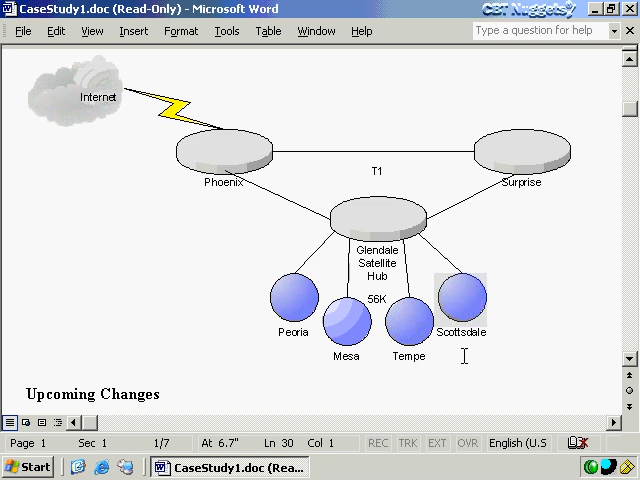 CaseStudy1.doc (Read-Only) - Microsoft Word
CBT Nuggets
File Edit View Insert Format Tools Table Window Help
Type a question for help
Internet
Phoenix
T1
Surprise
Glendale
Satellite
Hub
56K
Peoria
Mesa
Tempe
Scottsdale
Upcoming Changes
Page 1 Sec 1 1/7 At 6.7" Ln 30 Col 1 REC TRK EXT OVR English (U.S
Start
CaseStudy1.doc (Rea...